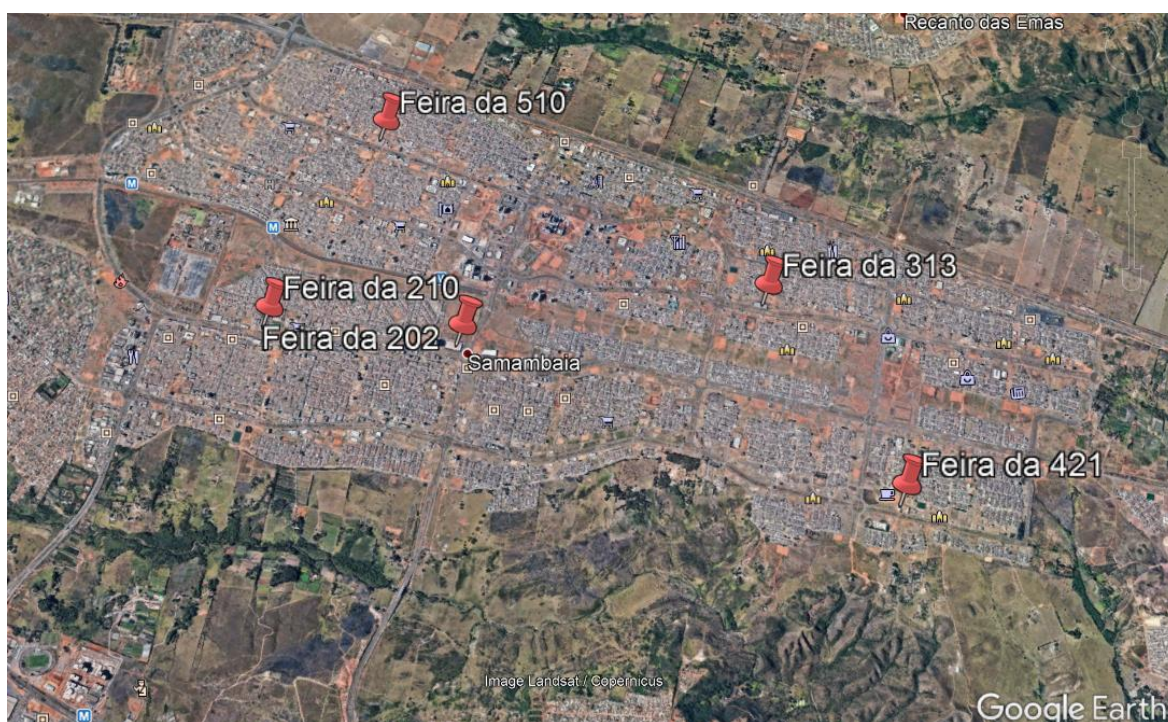 Recanto das Emas
Feira da 510
Feira da 313
Feira da 210
Feira da 202
Samambaia
Feira da 421
Image Landsat / Copernicus
Google Earth
M
M
M
M
H